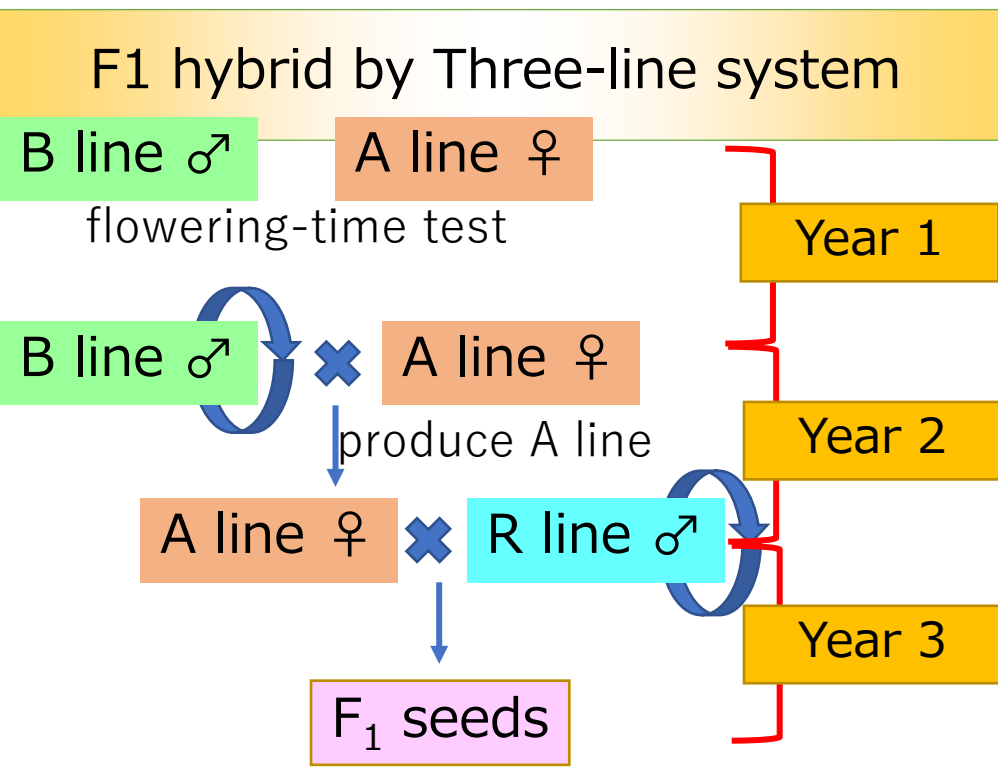 F1 hybrid by Three-line system
B line ♂ A line ♀
flowering-time test
Year 1
B line ♂ A line ♀
produce A line
Year 2
A line ♀ R line ♂
Year 3
F₁ seeds